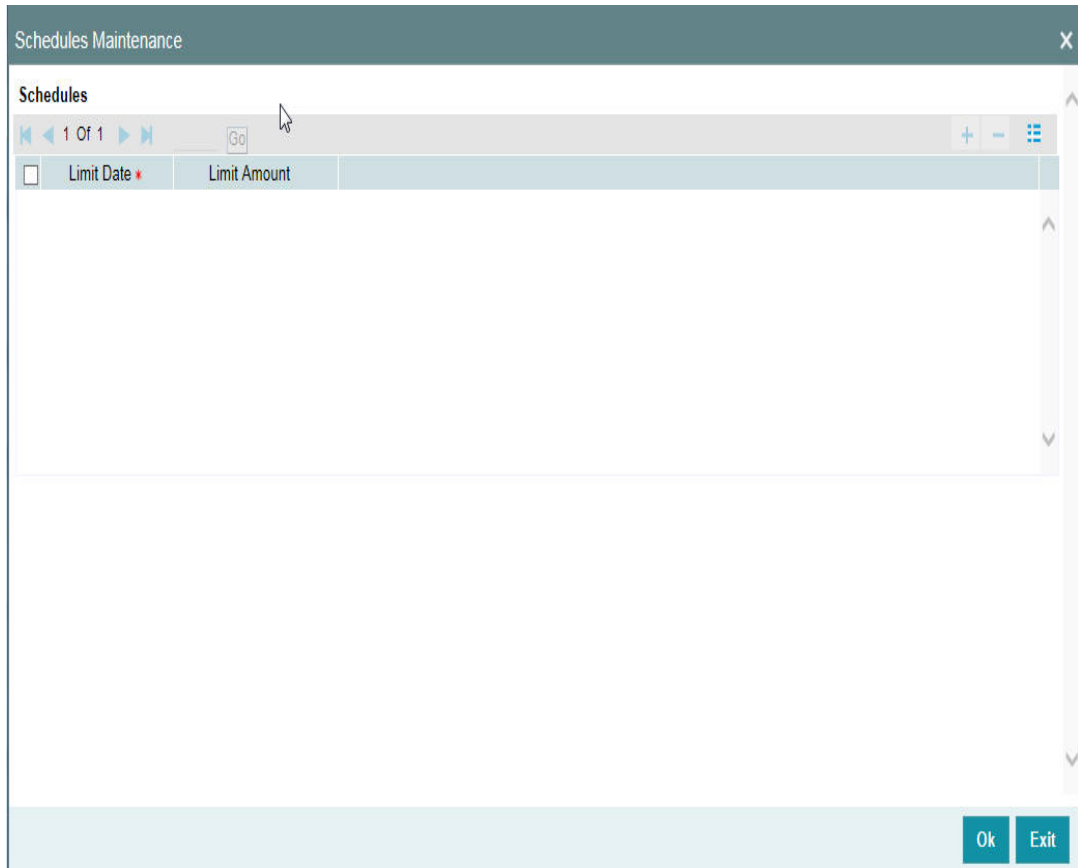 Schedules Maintenance
Schedules
1 Of 1 Go
Limit Date * Limit Amount
Ok Exit